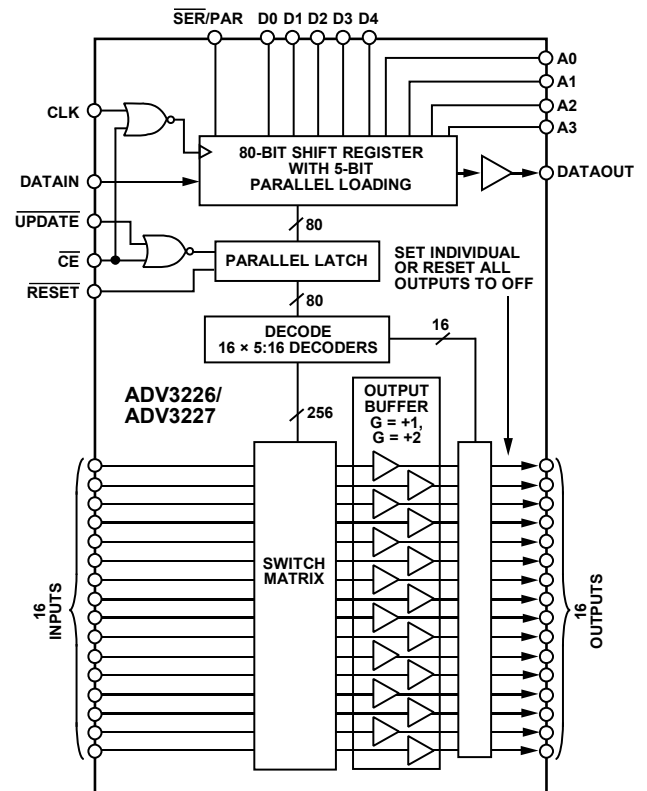 SER/PAR D0 D1 D2 D3 D4
A0
A1
A2
A3
CLK
80-BIT SHIFT REGISTER
WITH 5-BIT
PARALLEL LOADING
DATAOUT
DATAIN
UPDATE
80
CE
PARALLEL LATCH
SET INDIVIDUAL
OR RESET ALL
OUTPUTS TO OFF
RESET
80
DECODE
16 × 5:16 DECODERS
16
ADV3226/
ADV3227
256
OUTPUT
BUFFER
G = +1,
G = +2
SWITCH
MATRIX
16
INPUTS
16
OUTPUTS